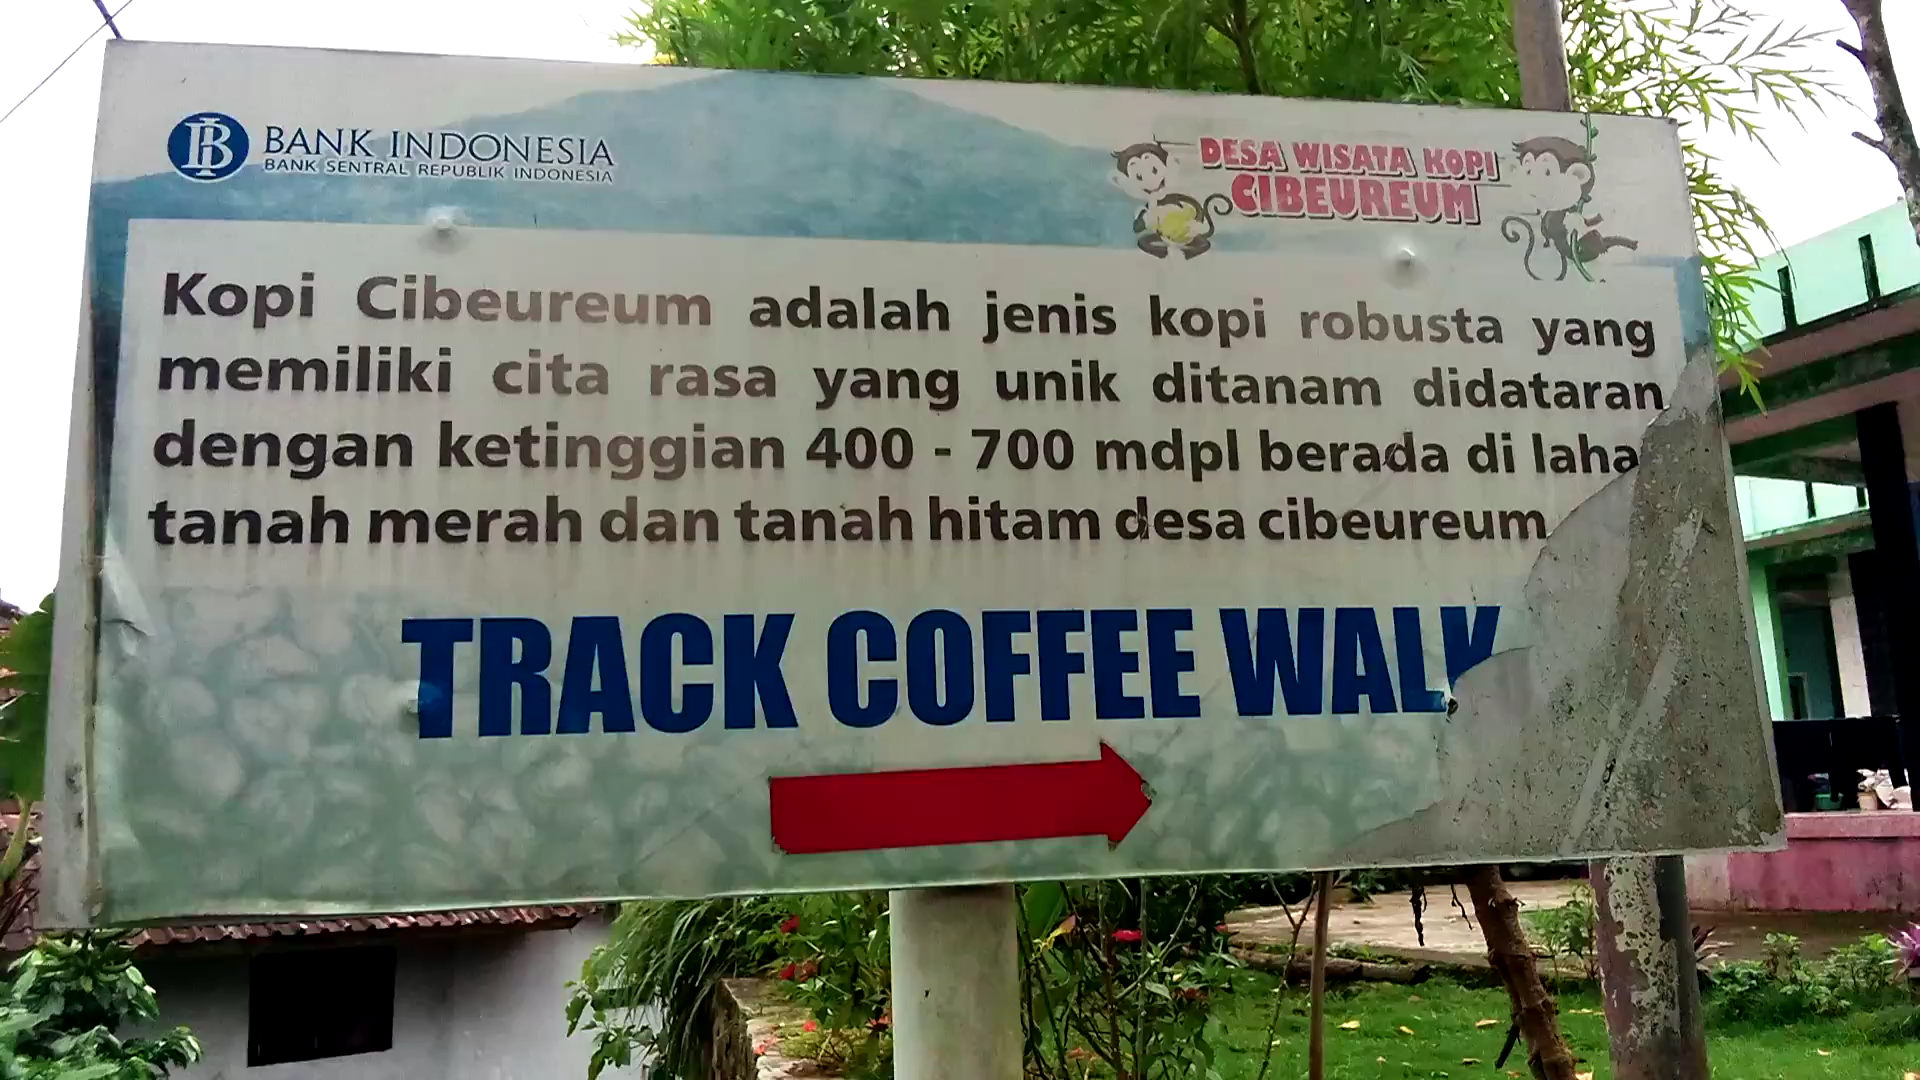 BANK INDONESIA
BANK SENTRAL REPUBLIK INDONESIA
DESA WISATA KOPI
CIBEUREUM
Kopi Cibeureum adalah jenis kopi robusta yang
memiliki cita rasa yang unik ditanam didataran
dengan ketinggian 400 - 700 mdpl berada di laha
tanah merah dan tanah hitam desa cibeureum
TRACK COFFEE WALK